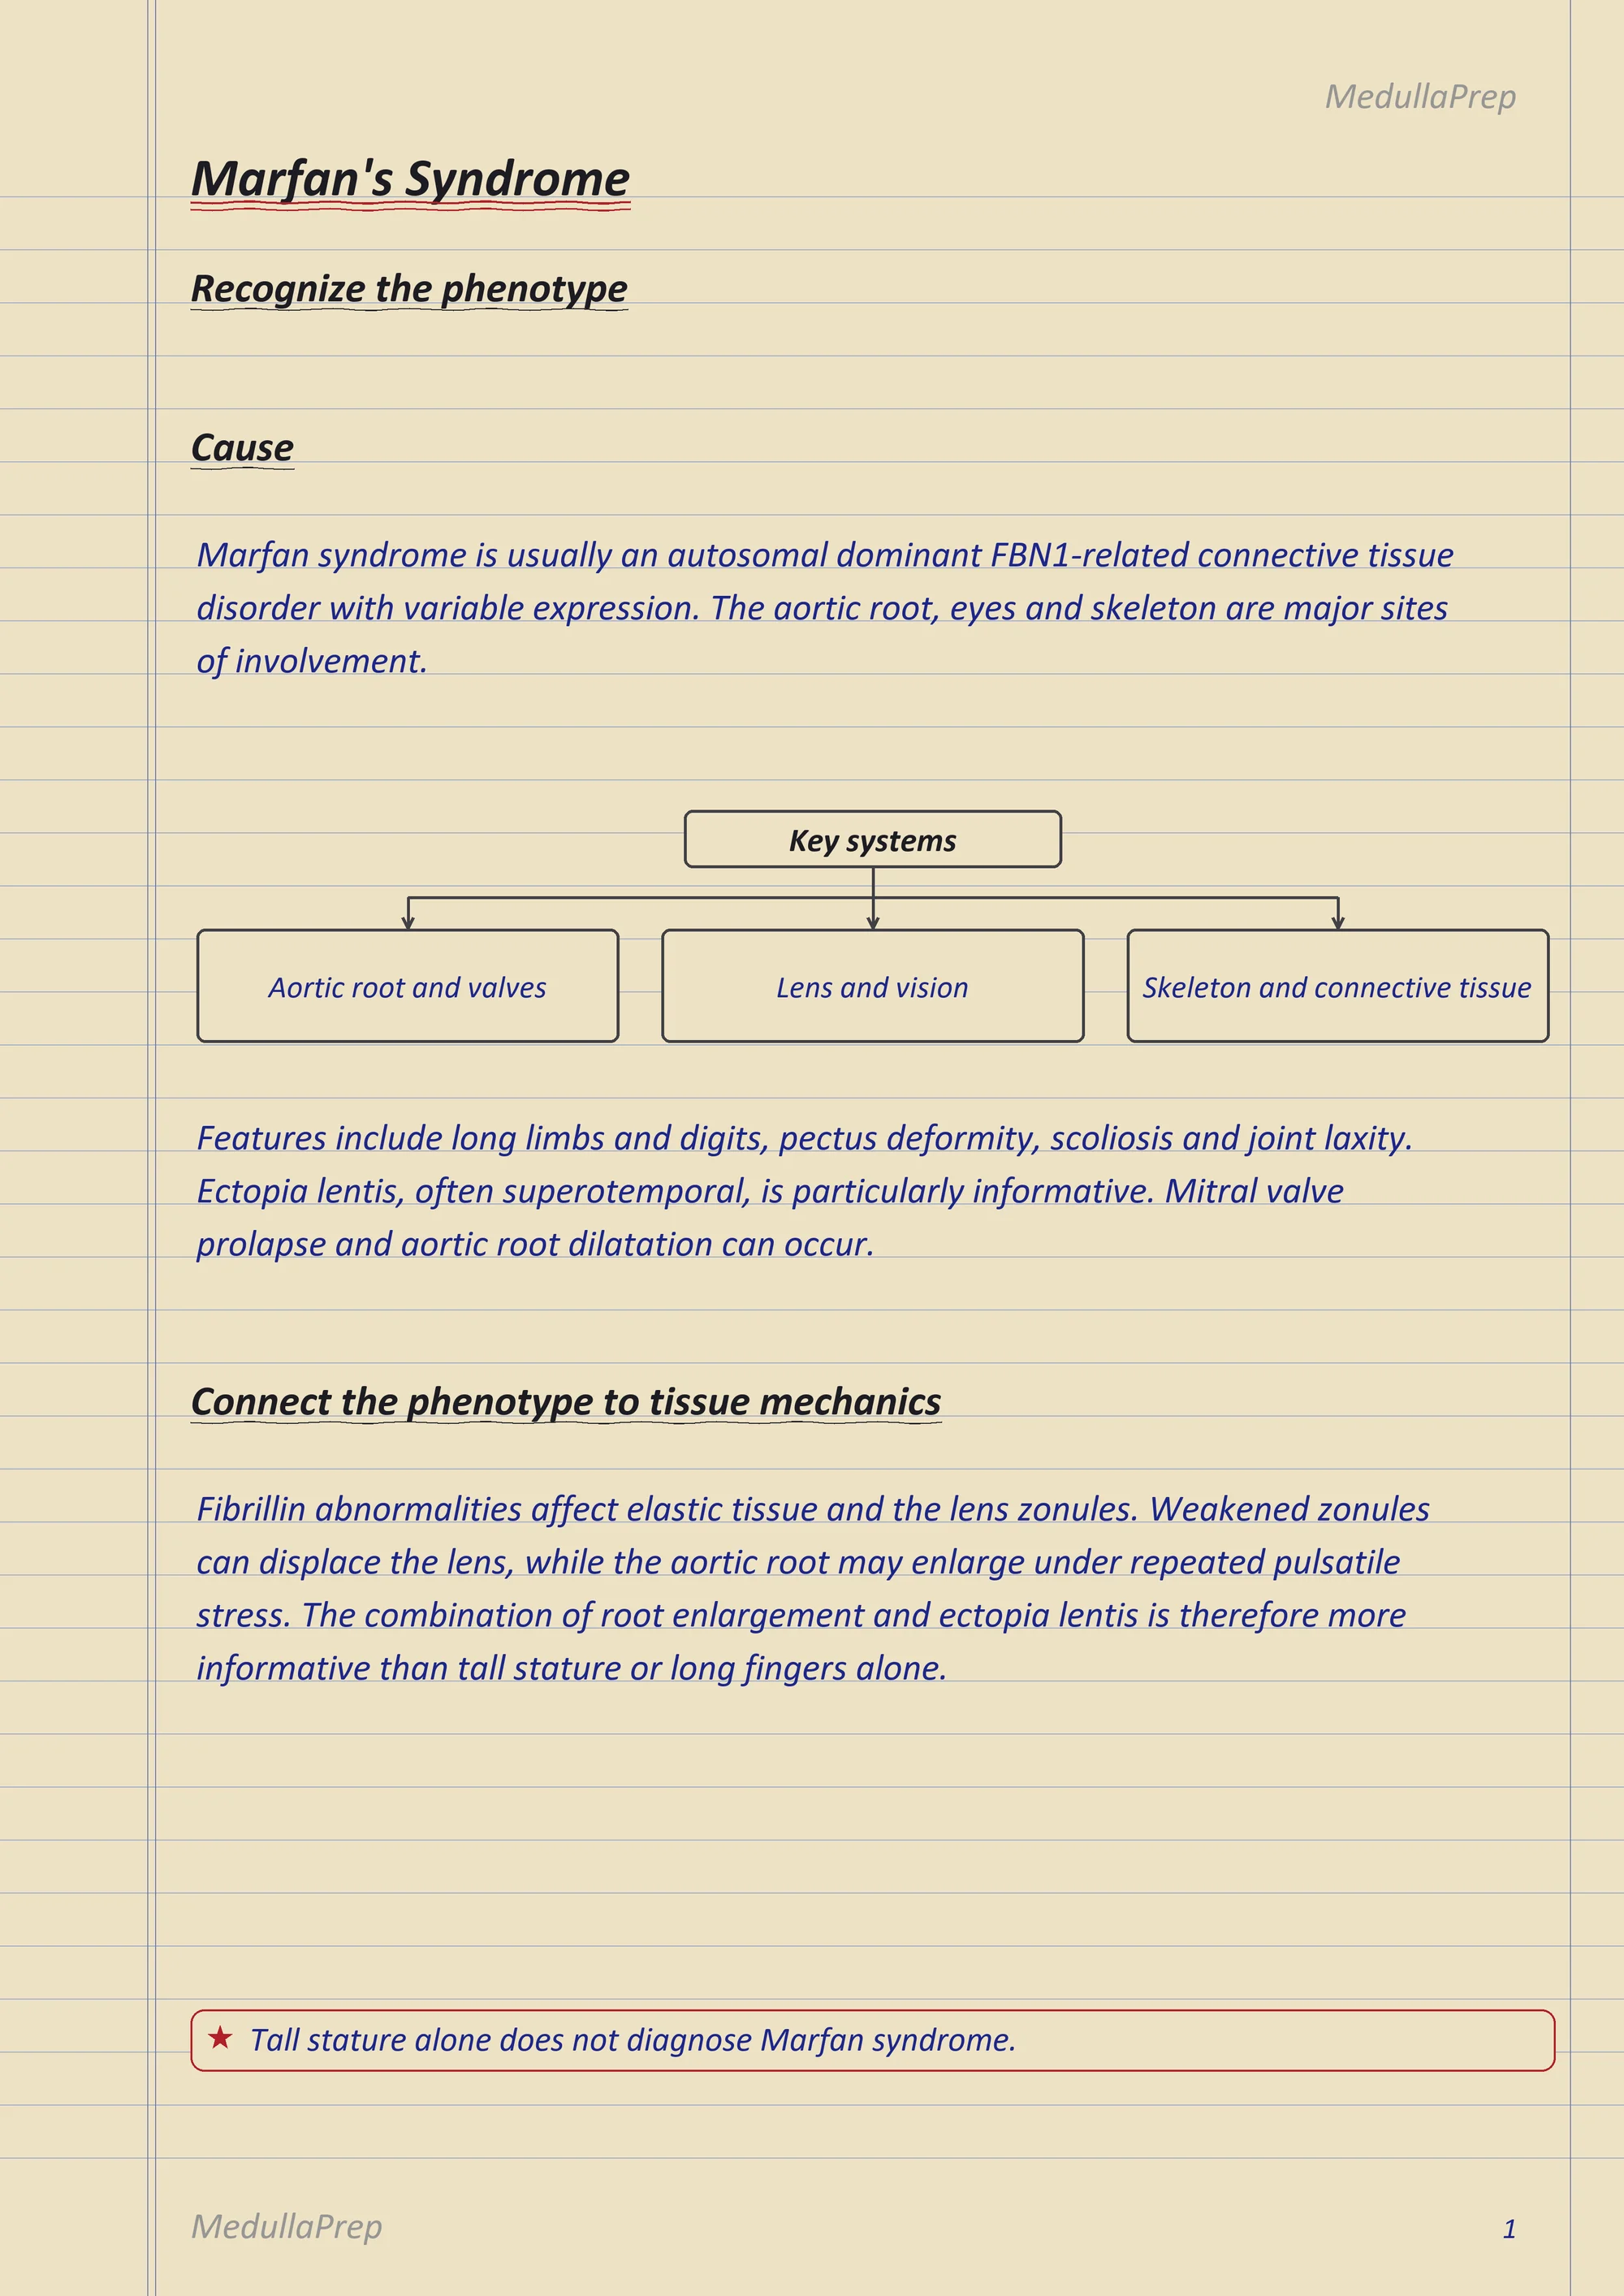 MedullaPrep
Marfan's Syndrome
Recognize the phenotype
Cause
Marfan syndrome is usually an autosomal dominant FBN1-related connective tissue
disorder with variable expression. The aortic root, eyes and skeleton are major sites
of involvement.
Key systems
Aortic root and valves
Lens and vision
Skeleton and connective tissue
Features include long limbs and digits, pectus deformity, scoliosis and joint laxity.
Ectopia lentis, often superotemporal, is particularly informative. Mitral valve
prolapse and aortic root dilatation can occur.
Connect the phenotype to tissue mechanics
Fibrillin abnormalities affect elastic tissue and the lens zonules. Weakened zonules
can displace the lens, while the aortic root may enlarge under repeated pulsatile
stress. The combination of root enlargement and ectopia lentis is therefore more
informative than tall stature or long fingers alone.
★ Tall stature alone does not diagnose Marfan syndrome.
MedullaPrep
1